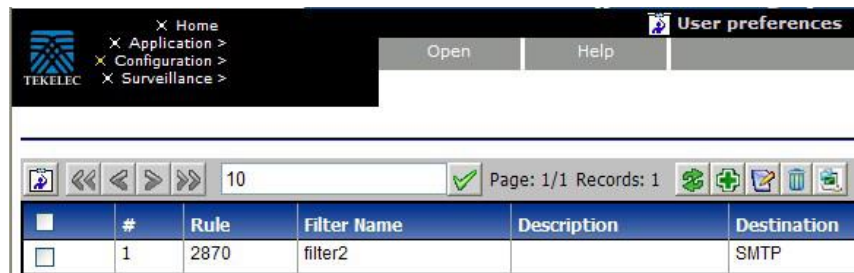 Home
Application >
Configuration >
Surveillance >
TEKELEC
User preferences
Open Help
10 Page: 1/1 Records: 1
# Rule Filter Name Description Destination
1 2870 filter2 SMTP